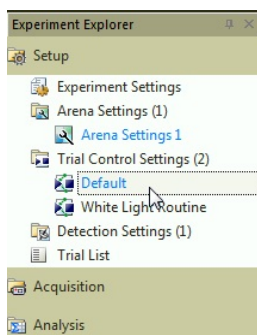 Experiment Explorer
Setup
Experiment Settings
Arena Settings (1)
Arena Settings 1
Trial Control Settings (2)
Default
White Light Routine
Detection Settings (1)
Trial List
Acquisition
Analysis